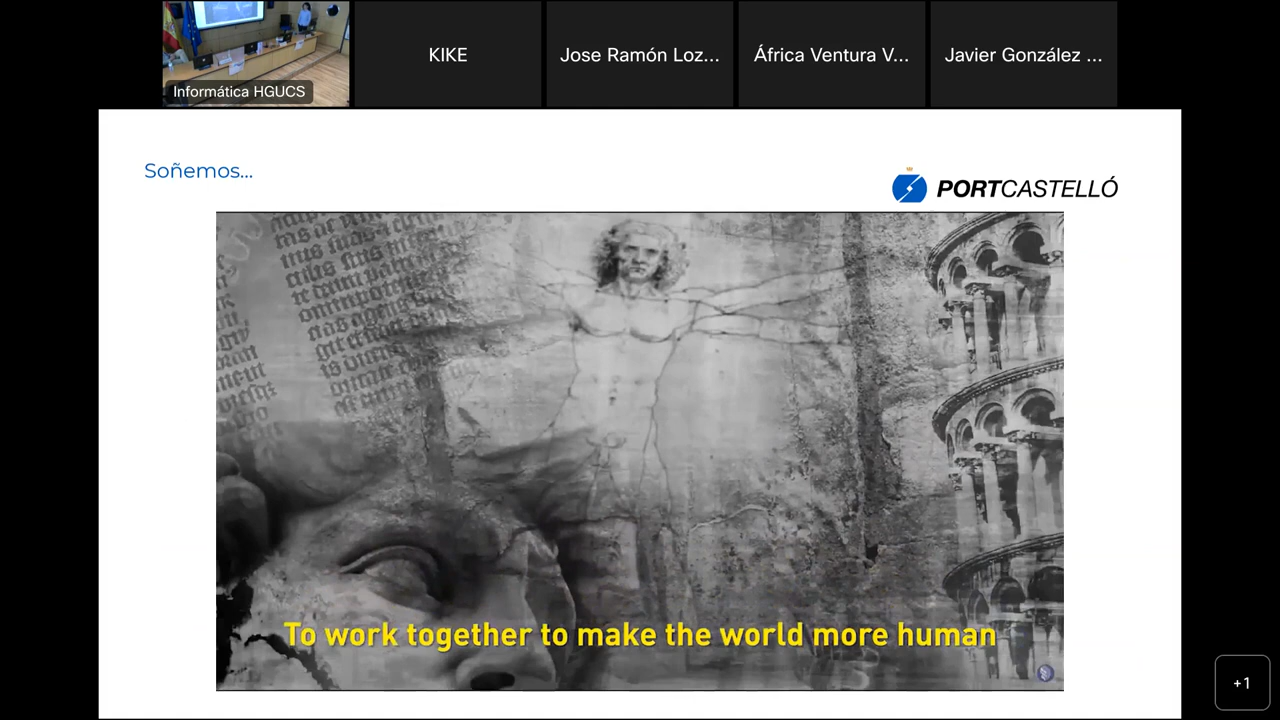 KIKE
Jose Ramón Loz...
África Ventura V...
Javier González ...
Informática HGUCS
Soñemos...
PORTCASTELLÓ
To work together to make the world more human
+1